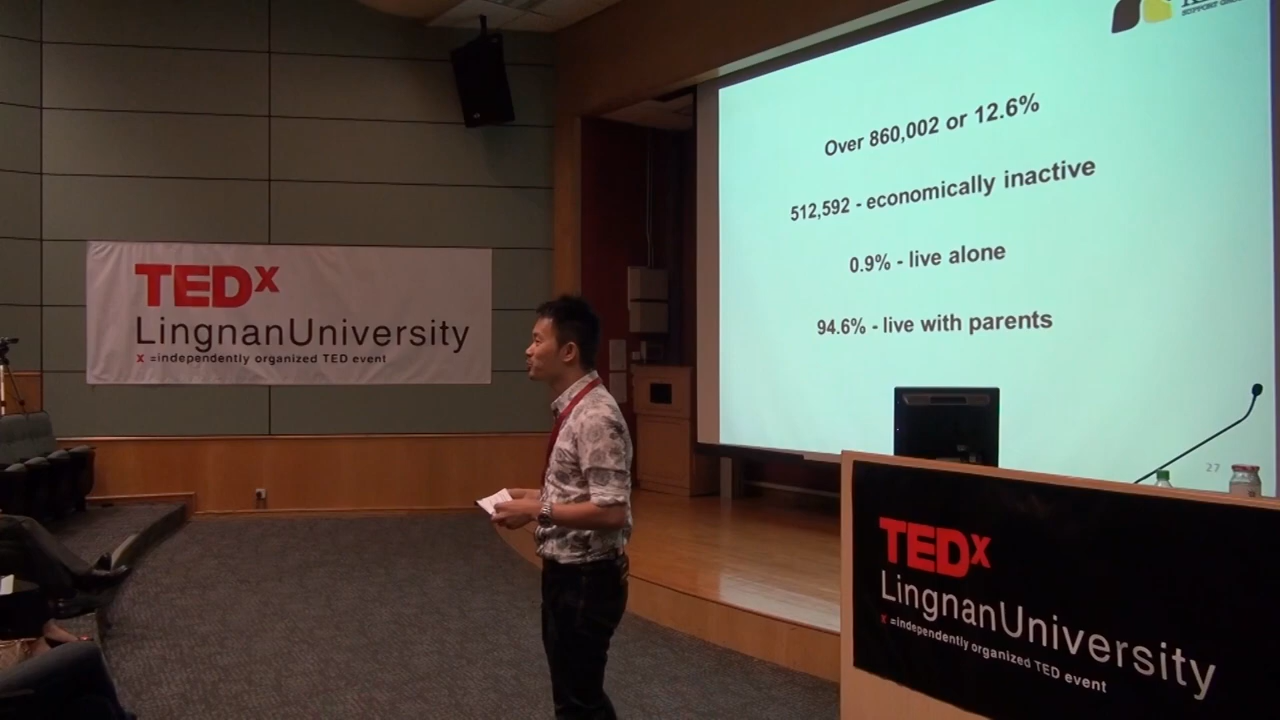 TEDx
LingnanUniversity
x =independently organized TED event
Over 860,002 or 12.6%
512,592 - economically inactive
0.9% - live alone
94.6% - live with parents
27
TEDx
LingnanUniversity
x =independently organized TED event